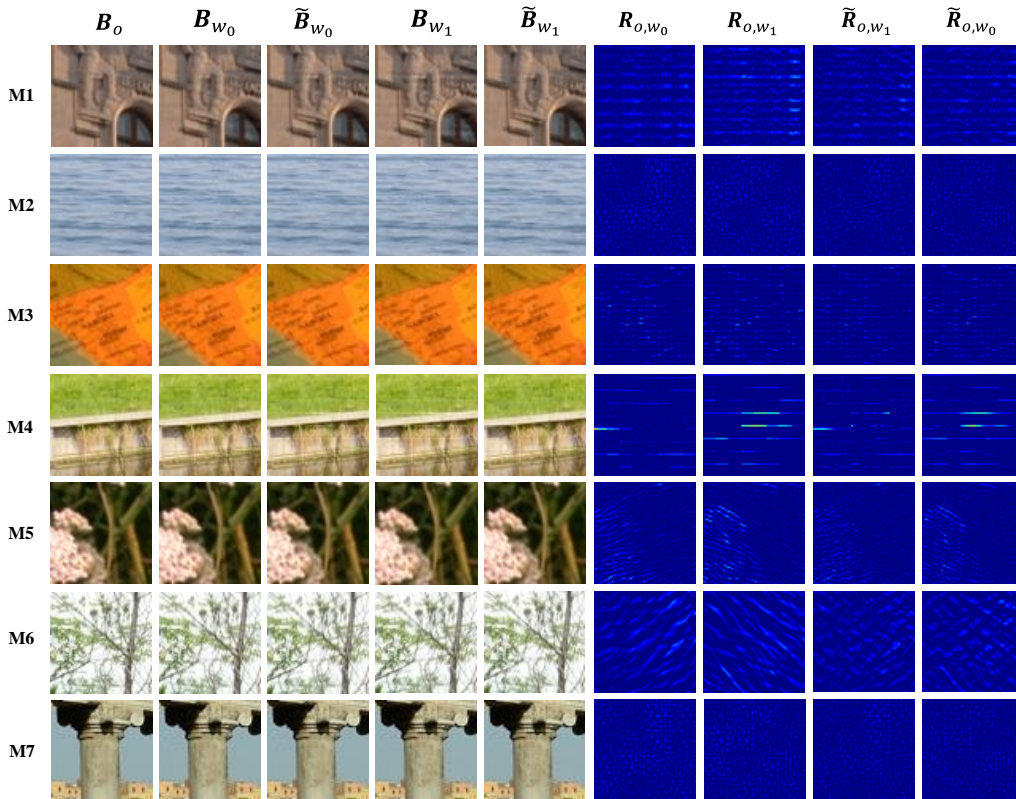 B_o B_{w_0} B̃_{w_0} B_{w_1} B̃_{w_1} R_{o,w_0} R_{o,w_1} R̃_{o,w_1} R̃_{o,w_0}
M1
M2
M3
M4
M5
M6
M7